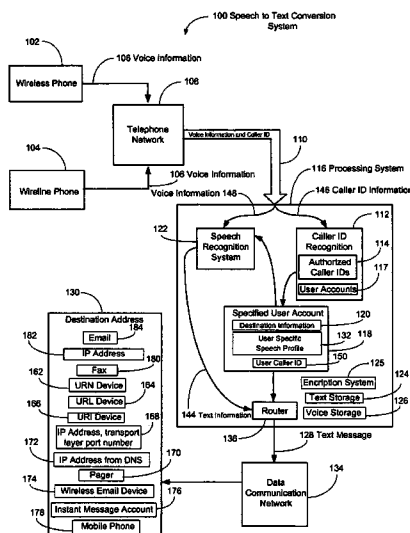 100 Speech to Text Conversion
System
102
106 Voice Information
Wireless Phone
108
Telephone
Network
Voice Information and Caller ID
110
104
106 Voice Information
Wireline Phone
116 Processing System
Voice Information 148
146 Caller ID Information
122
112
Speech
Recognition
System
Caller ID
Recognition
114
Authorized
Caller IDs
117
User Accounts
130
Destination Address
184
Email
182
IP Address
180
Fax
162
URN Device
164
URL Device
166
URI Device
168
IP Address, transport
layer port number
172
IP Address from DNS
170
Pager
174
Wireless Email Device
176
Instant Message Account
178
Mobile Phone
Specified User Account
Destination Information
120
132
User Specific
Speech Profile
118
User Caller ID
150
125
Encription System
124
Text Storage
126
Voice Storage
144 Text Information
Router
136
128 Text Message
Data
Communication
Network
134